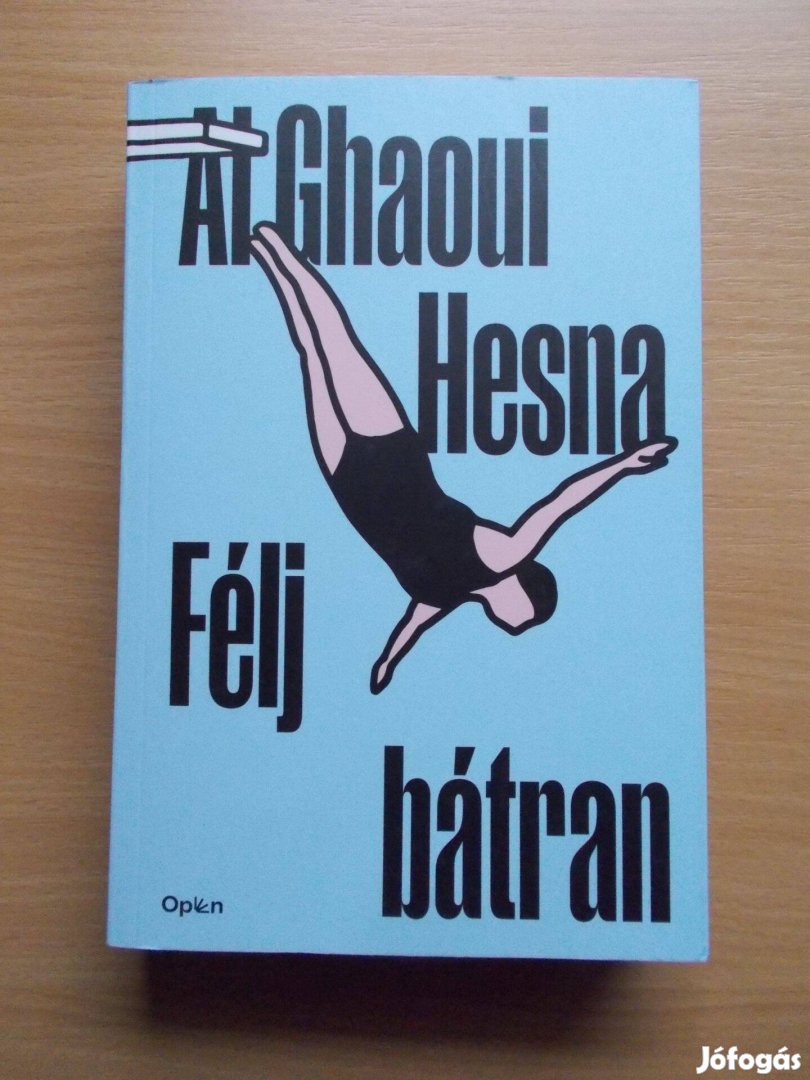 Al Ghaoui
Hesna
Félj
bátran
Open
Jófogás